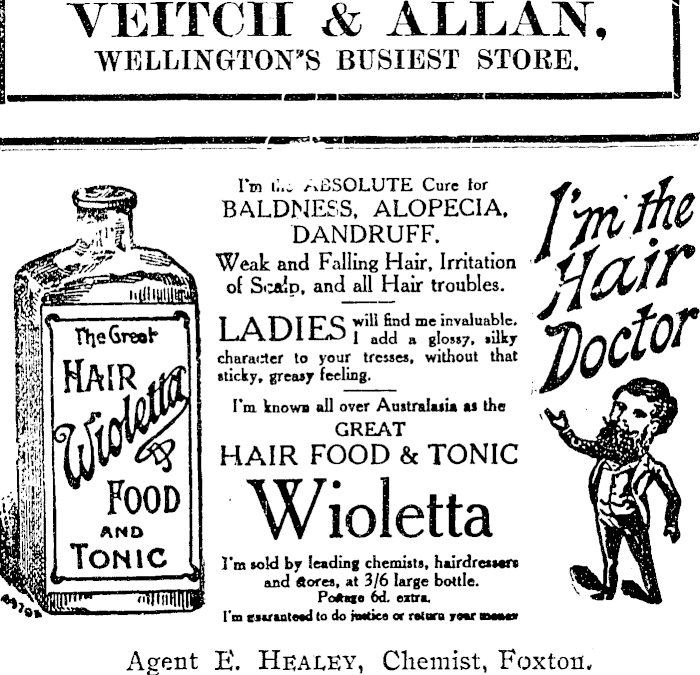 VEITCH & ALLAN,
WELLINGTON'S BUSIEST STORE.
The Great
HAIR
Wioletta
FOOD
AND
TONIC
I'm the ABSOLUTE Cure for
BALDNESS, ALOPECIA,
DANDRUFF.
Weak and Falling Hair, Irritation
of Scalp, and all Hair troubles.
LADIES will find me invaluable.
I add a glossy, silky
character to your tresses, without that
sticky, greasy feeling.
I'm known all over Australasia as the
GREAT
HAIR FOOD & TONIC
Wioletta
I'm sold by leading chemists, hairdressers
and stores, at 3/6 large bottle.
Postage 6d. extra.
I'm guaranteed to do justice or return your money
I'm the
Hair
Doctor
Agent E. HEALEY, Chemist, Foxton.